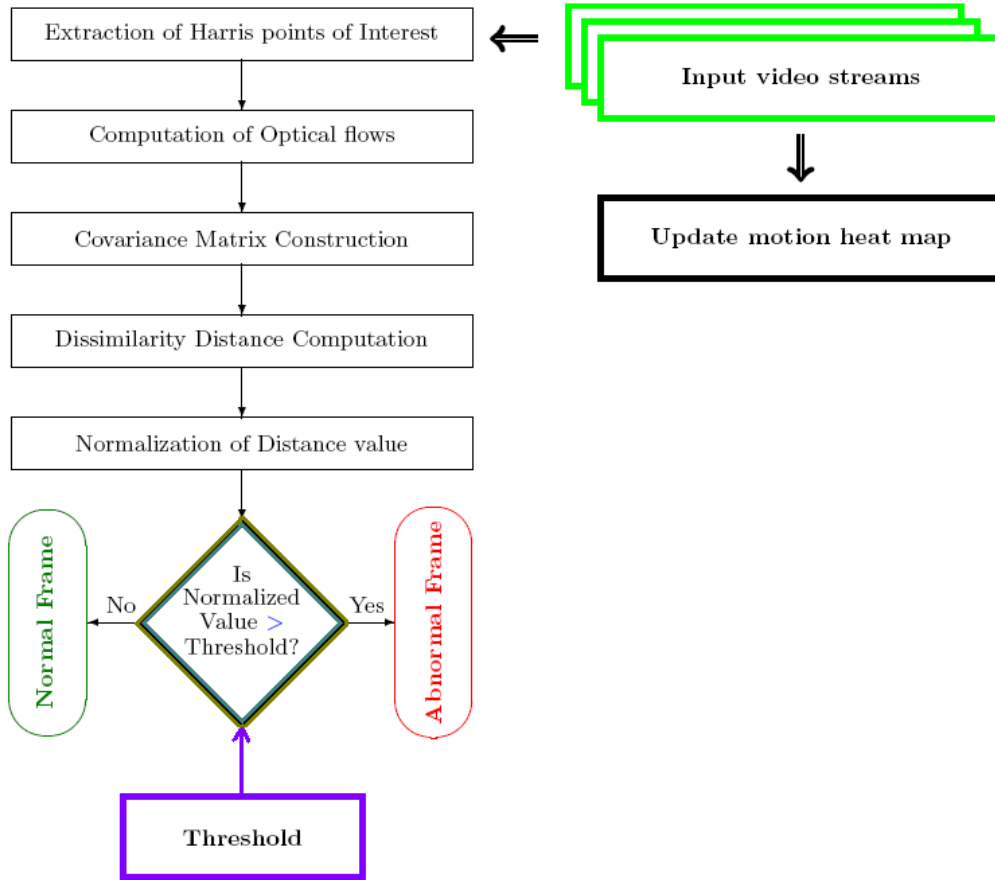 Extraction of Harris points of Interest
Input video streams
Computation of Optical flows
Update motion heat map
Covariance Matrix Construction
Dissimilarity Distance Computation
Normalization of Distance value
Is
Normalized
Value >
Threshold?
No
Yes
Normal Frame
Abnormal Frame
Threshold